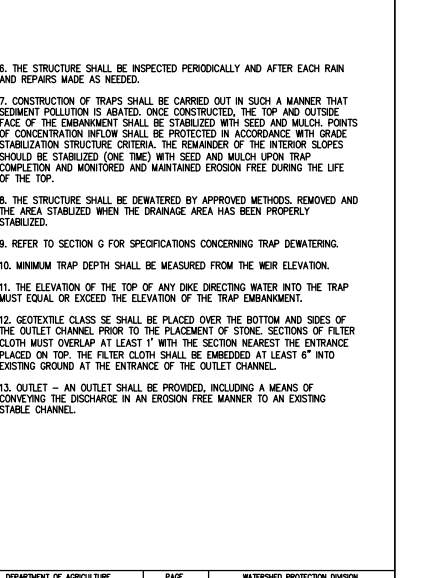 6. THE STRUCTURE SHALL BE INSPECTED PERIODICALLY AND AFTER EACH RAIN
AND REPAIRS MADE AS NEEDED.
7. CONSTRUCTION OF TRAPS SHALL BE CARRIED OUT IN SUCH A MANNER THAT
SEDIMENT POLLUTION IS ABATED. ONCE CONSTRUCTED, THE TOP AND OUTSIDE
FACE OF THE EMBANKMENT SHALL BE STABILIZED WITH SEED AND MULCH. POINTS
OF CONCENTRATION INFLOW SHALL BE PROTECTED IN ACCORDANCE WITH GRADE
STABILIZATION STRUCTURE CRITERIA. THE REMAINDER OF THE INTERIOR SLOPES
SHOULD BE STABILIZED (ONE TIME) WITH SEED AND MULCH UPON TRAP
COMPLETION AND MONITORED AND MAINTAINED EROSION FREE DURING THE LIFE
OF THE TOP.
8. THE STRUCTURE SHALL BE DEWATERED BY APPROVED METHODS. REMOVED AND
THE AREA STABLIZED WHEN THE DRAINAGE AREA HAS BEEN PROPERLY
STABILIZED.
9. REFER TO SECTION G FOR SPECIFICATIONS CONCERNING TRAP DEWATERING.
10. MINIMUM TRAP DEPTH SHALL BE MEASURED FROM THE WEIR ELEVATION.
11. THE ELEVATION OF THE TOP OF ANY DIKE DIRECTING WATER INTO THE TRAP
MUST EQUAL OR EXCEED THE ELEVATION OF THE TRAP EMBANKMENT.
12. GEOTEXTILE CLASS SE SHALL BE PLACED OVER THE BOTTOM AND SIDES OF
THE OUTLET CHANNEL PRIOR TO THE PLACEMENT OF STONE. SECTIONS OF FILTER
CLOTH MUST OVERLAP AT LEAST 1' WITH THE SECTION NEAREST THE ENTRANCE
PLACED ON TOP. THE FILTER CLOTH SHALL BE EMBEDDED AT LEAST 6" INTO
EXISTING GROUND AT THE ENTRANCE OF THE OUTLET CHANNEL.
13. OUTLET – AN OUTLET SHALL BE PROVIDED, INCLUDING A MEANS OF
CONVEYING THE DISCHARGE IN AN EROSION FREE MANNER TO AN EXISTING
STABLE CHANNEL.
DEPARTMENT OF AGRICULTURE PAGE WATERSHED PROTECTION DIVISION